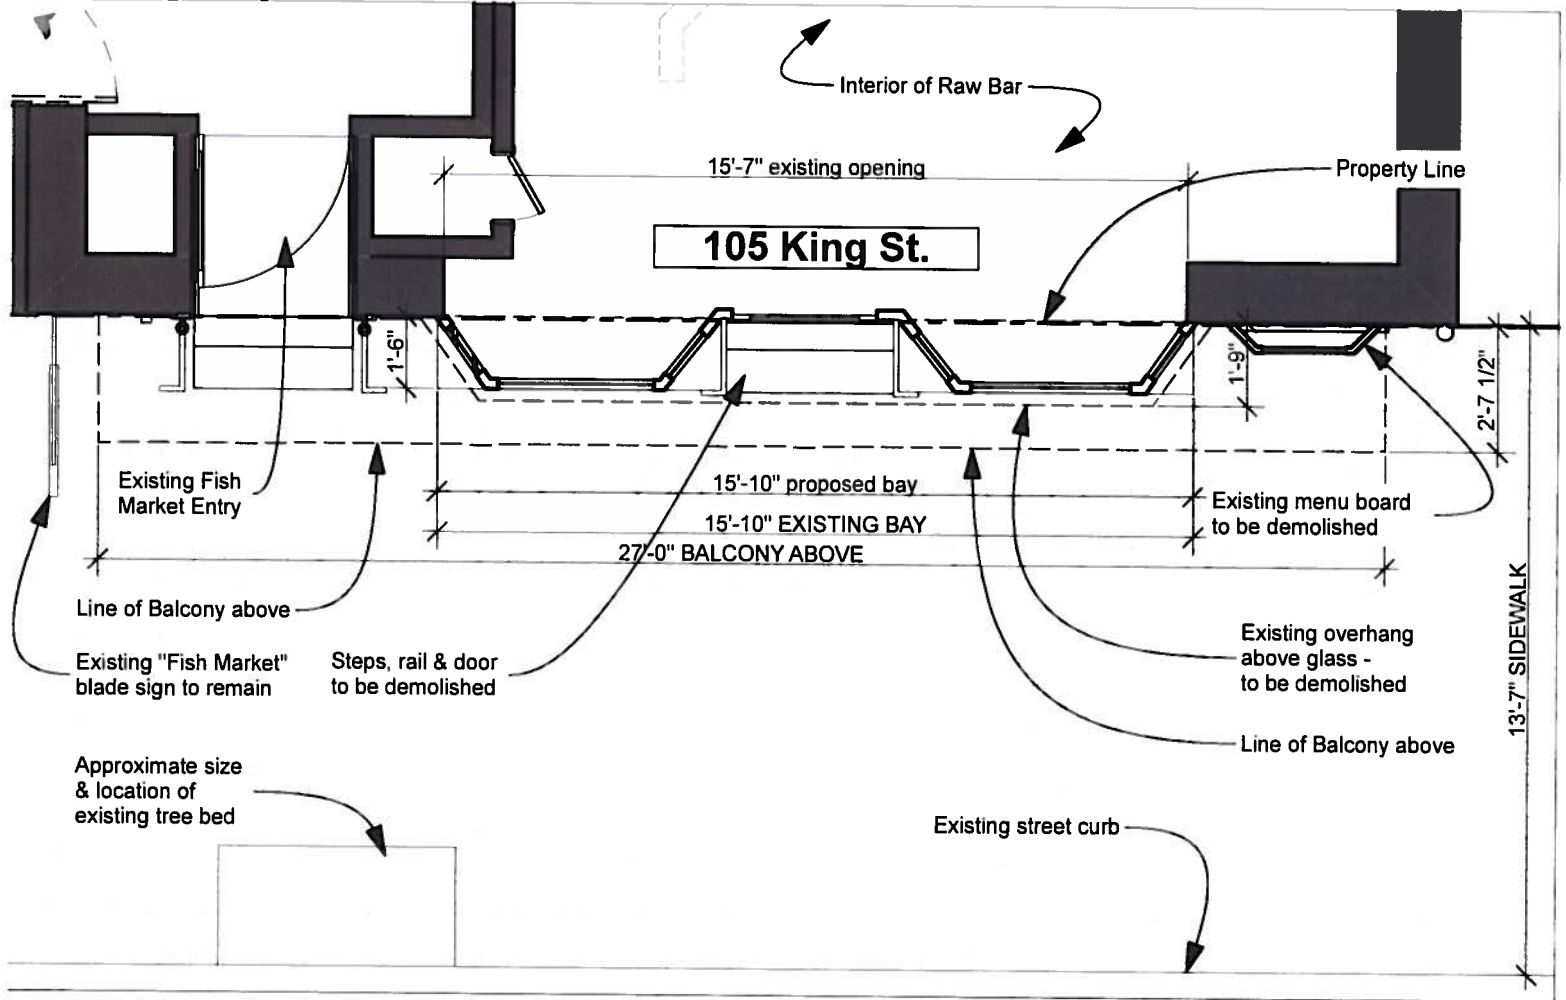 Interior of Raw Bar
15'-7" existing opening
Property Line
105 King St.
1'-6"
1'-9"
2'-7 1/2"
Existing Fish
Market Entry
15'-10" proposed bay
Existing menu board
to be demolished
15'-10" EXISTING BAY
27'-0" BALCONY ABOVE
Line of Balcony above
Existing "Fish Market"
blade sign to remain
Steps, rail & door
to be demolished
Existing overhang
above glass -
to be demolished
13'-7" SIDEWALK
Line of Balcony above
Approximate size
& location of
existing tree bed
Existing street curb